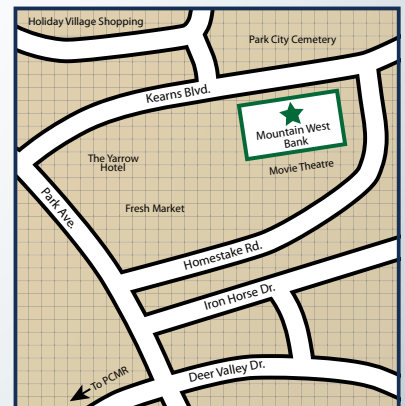 Holiday Village Shopping
Park City Cemetery
Kearns Blvd.
Mountain West
Bank
The Yarrow
Hotel
Movie Theatre
Park Ave.
Fresh Market
Homestake Rd.
Iron Horse Dr.
Deer Valley Dr.
To PCMR